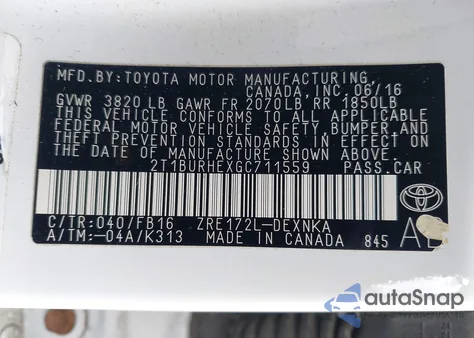 MFD.BY:TOYOTA MOTOR MANUFACTURING,
CANADA,INC.06/16
GVWR 3820 LB GAWR FR 2070LB RR 1850LB
THIS VEHICLE CONFORMS TO ALL APPLICABLE
FEDERAL MOTOR VEHICLE SAFETY, BUMPER, AND
THEFT PREVENTION STANDARDS IN EFFECT ON
THE DATE OF MANUFACTURE SHOWN ABOVE.
2T1BURHEXGC711559 PASS.CAR
C/TR:040/FB16 ZRE172L-DEXNKA
A/TM:-04A/K313 MADE IN CANADA 845
autoSnap